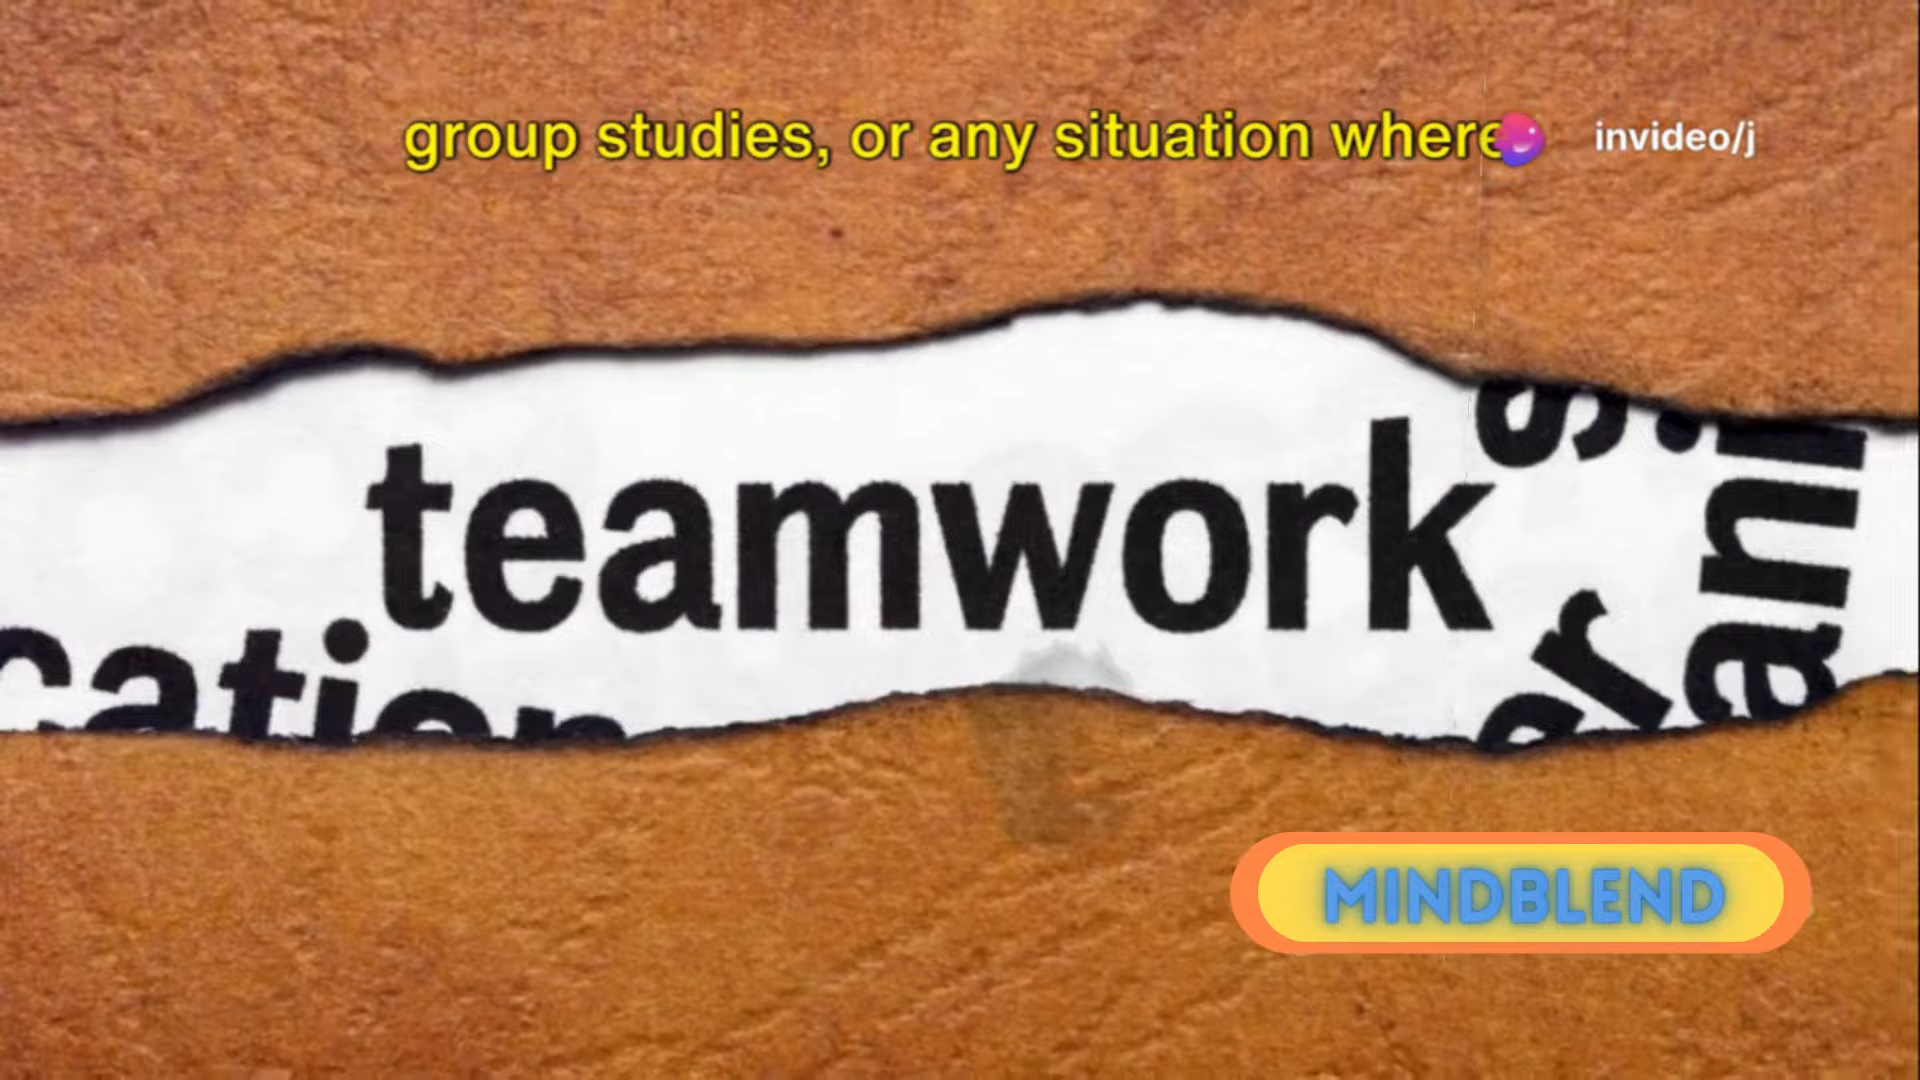 group studies, or any situation where
invideo/j
teamwork
MINDBLEND